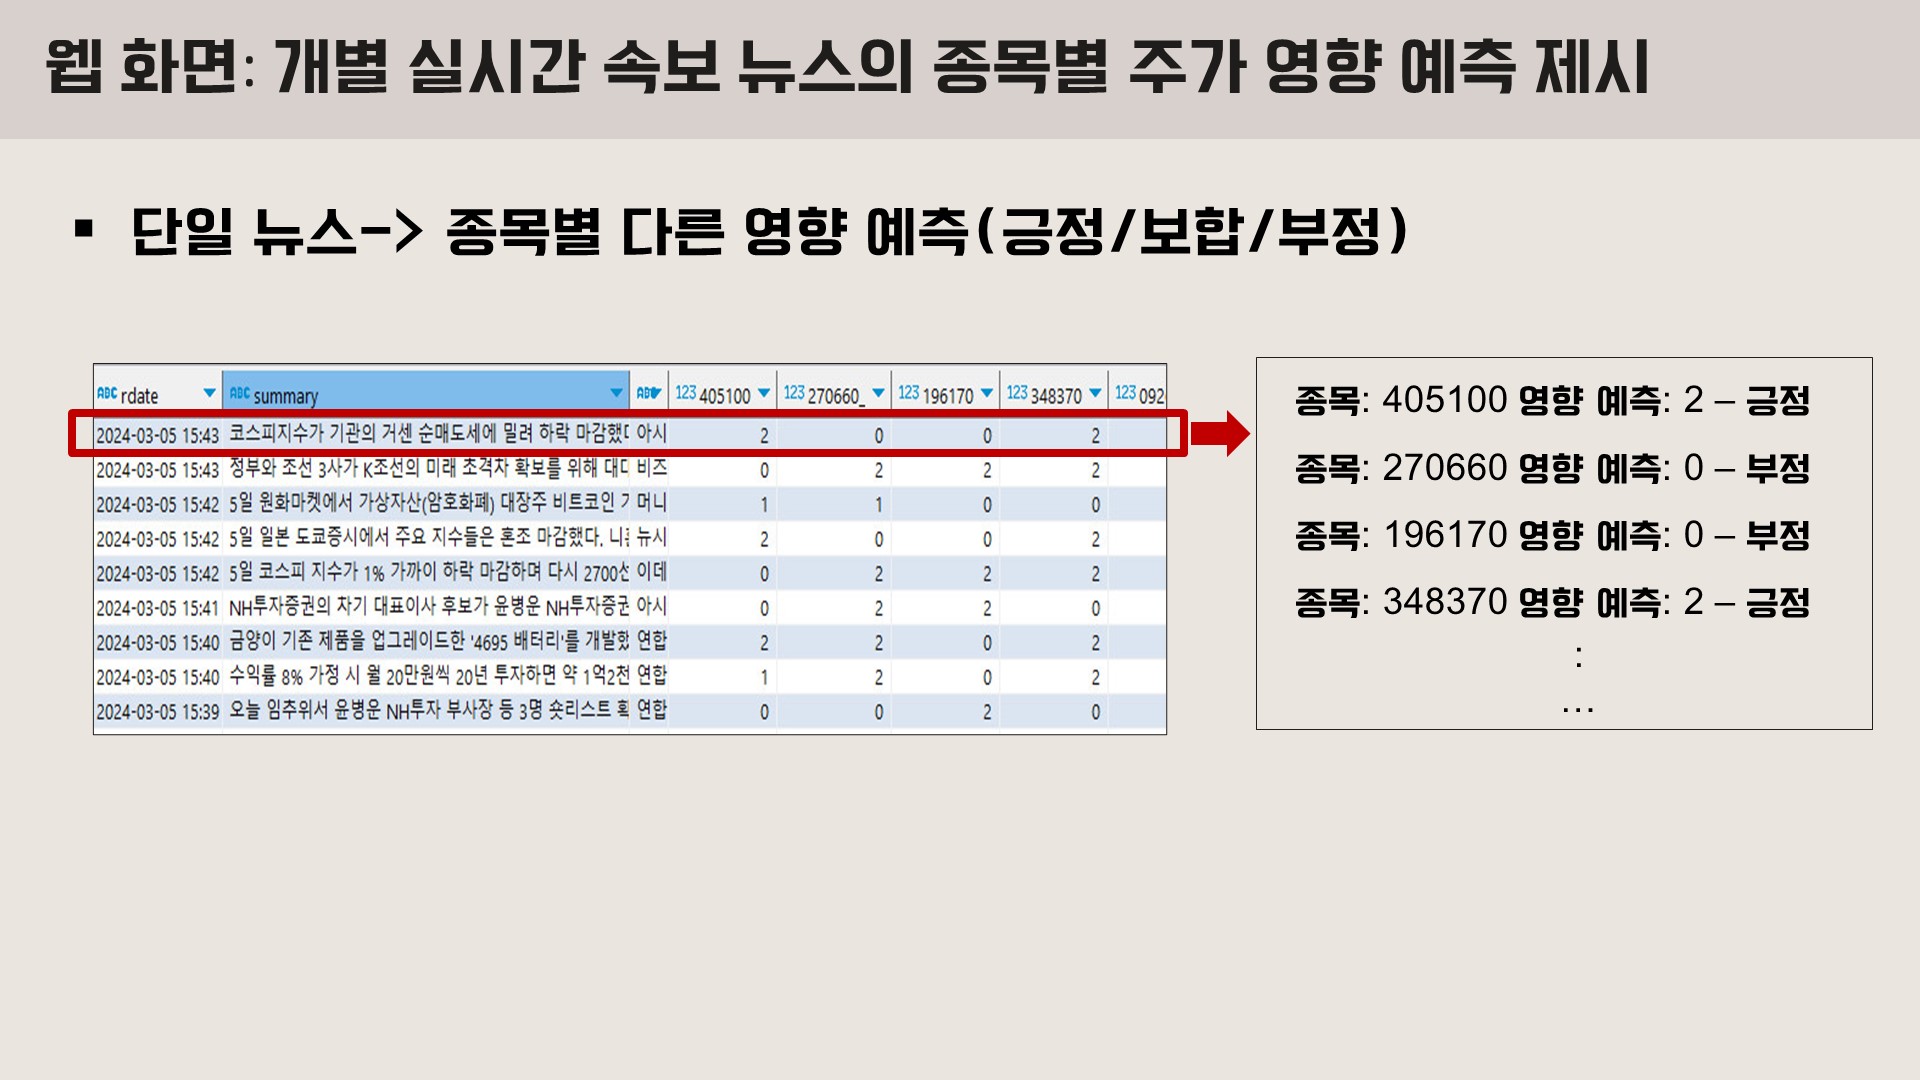 웹 화면: 개별 실시간 속보 뉴스의 종목별 주가 영향 예측 제시
▪ 단일 뉴스-> 종목별 다른 영향 예측(긍정/보합/부정)
ABC rdate ABC summary ABC 123 405100 123 270660_ 123 196170 123 348370 123 092
2024-03-05 15:43 코스피지수가 기관의 거센 순매도세에 밀려 하락 마감했 아시 2 0 0 2
2024-03-05 15:43 정부와 조선 3사가 K조선의 미래 초격차 확보를 위해 비즈 0 2 2 2
2024-03-05 15:42 5일 원화마켓에서 가상자산(암호화폐) 대장주 비트코인 머니 1 1 0 0
2024-03-05 15:42 5일 일본 도쿄증시에서 주요 지수들은 혼조 마감했다. 뉴시 2 0 0 2
2024-03-05 15:42 5일 코스피 지수가 1% 가까이 하락 마감하며 다시 2700선 이데 0 2 2 2
2024-03-05 15:41 NH투자증권의 차기 대표이사 후보가 윤병운 NH투자증권 아시 0 2 2 0
2024-03-05 15:40 금양이 기존 제품을 업그레이드한 '4695 배터리'를 개발했 연합 2 2 0 2
2024-03-05 15:40 수익률 8% 가정 시 월 20만원씩 20년 투자하면 약 1억2천 연합 1 2 0 2
2024-03-05 15:39 오늘 임추위서 윤병운 NH투자 부사장 등 3명 숏리스트 확 연합 0 0 2 0
종목: 405100 영향 예측: 2 – 긍정
종목: 270660 영향 예측: 0 – 부정
종목: 196170 영향 예측: 0 – 부정
종목: 348370 영향 예측: 2 – 긍정
:
…